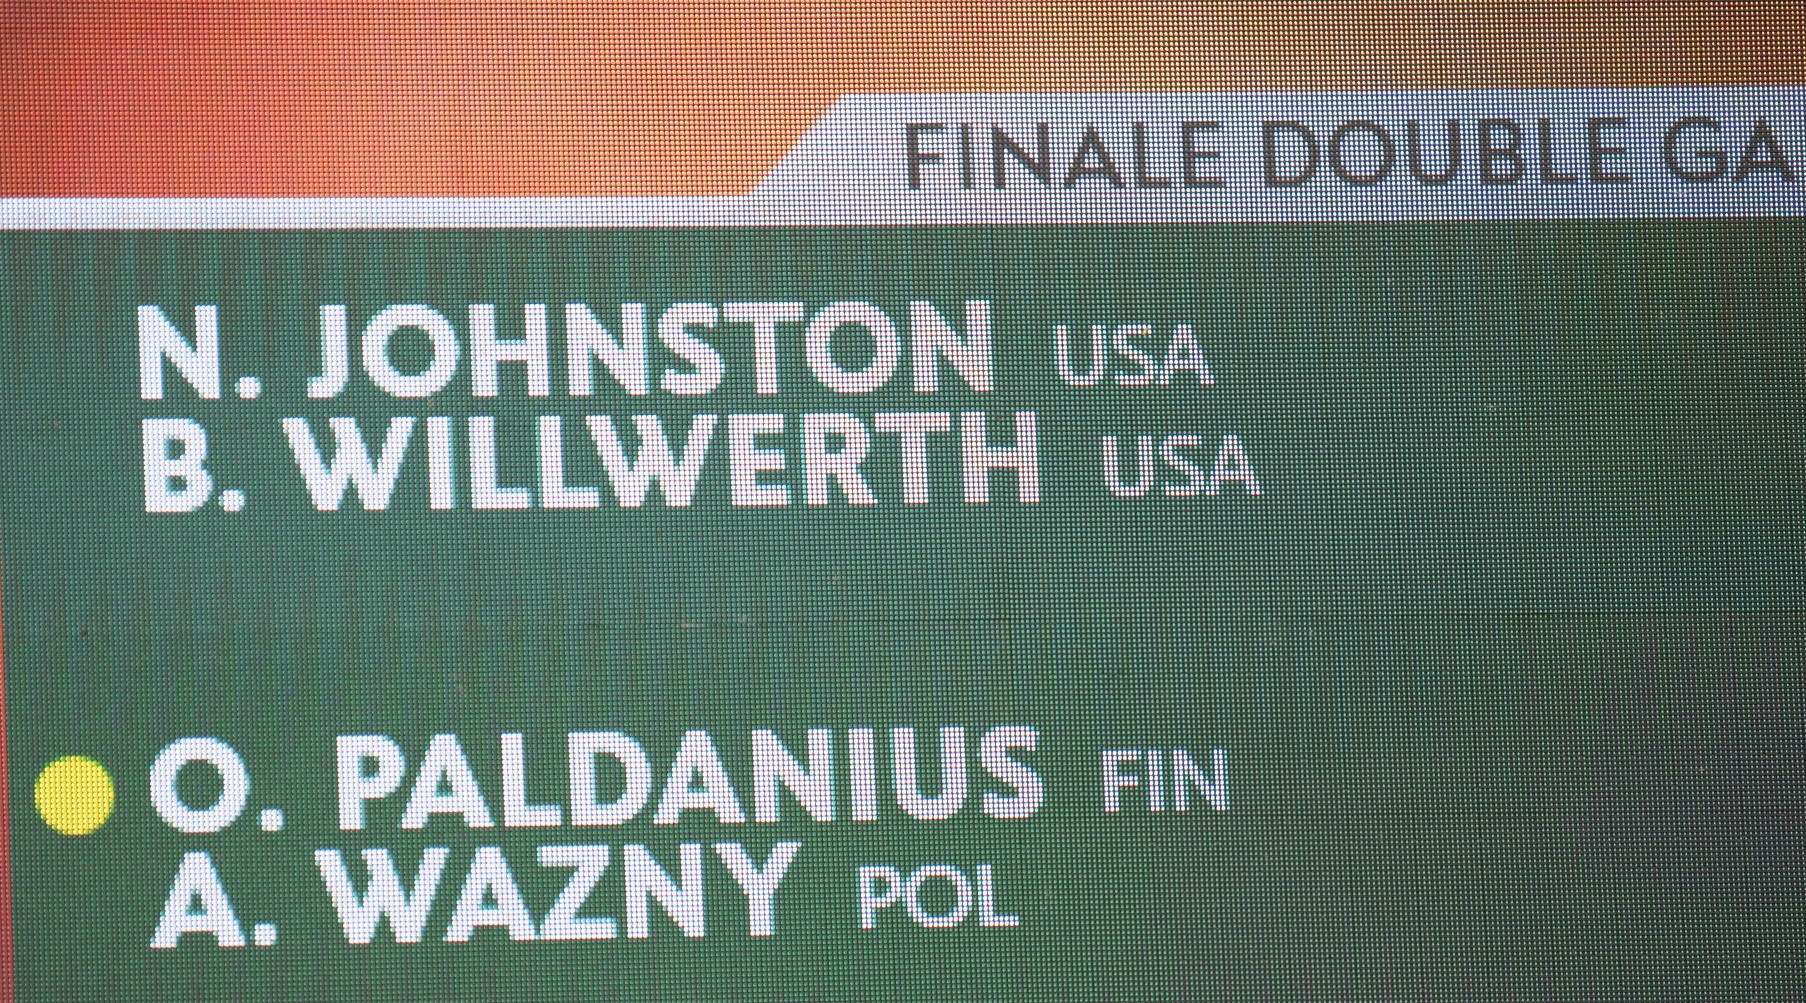 FINALE DOUBLE GA
N. JOHNSTON USA
B. WILLWERTH USA
O. PALDANIUS FIN
A. WAZNY POL